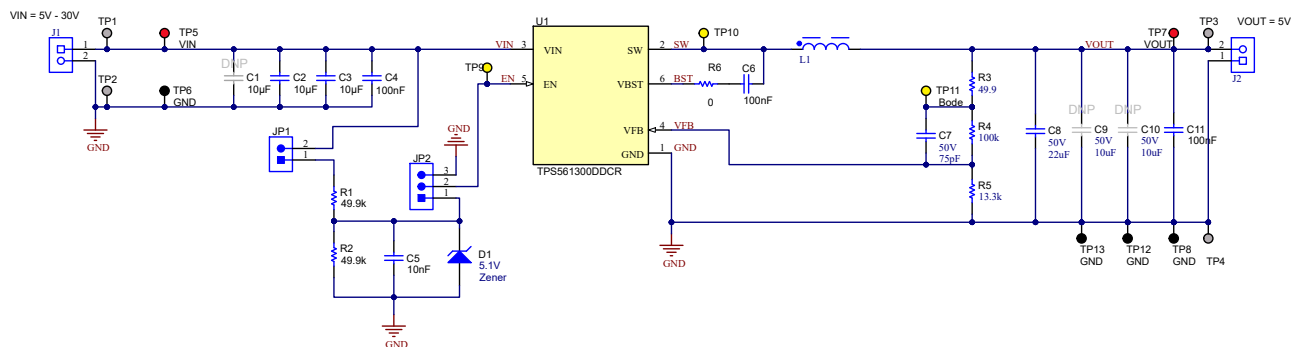 VIN = 5V - 30V
J1
1
2
TP1
TP5
VIN
TP2
TP6
GND
GND
DNP
C1
10µF
C2
10µF
C3
10µF
C4
100nF
JP1
2
1
R1
49.9k
R2
49.9k
C5
10nF
D1
5.1V
Zener
GND
JP2
3
2
1
GND
TP9
VIN
EN
3
5
U1
VIN
EN
SW
VBST
VFB
GND
TPS561300DDCR
2
6
4
1
SW
BST
VFB
GND
TP10
R6
0
C6
100nF
L1
GND
TP11
Bode
C7
50V
75pF
R3
49.9
R4
100k
R5
13.3k
C8
50V
22uF
DNP
C9
50V
10uF
DNP
C10
50V
10uF
C11
100nF
VOUT
TP7
VOUT
TP3
VOUT = 5V
2
1
J2
TP13
GND
TP12
GND
TP8
GND
TP4